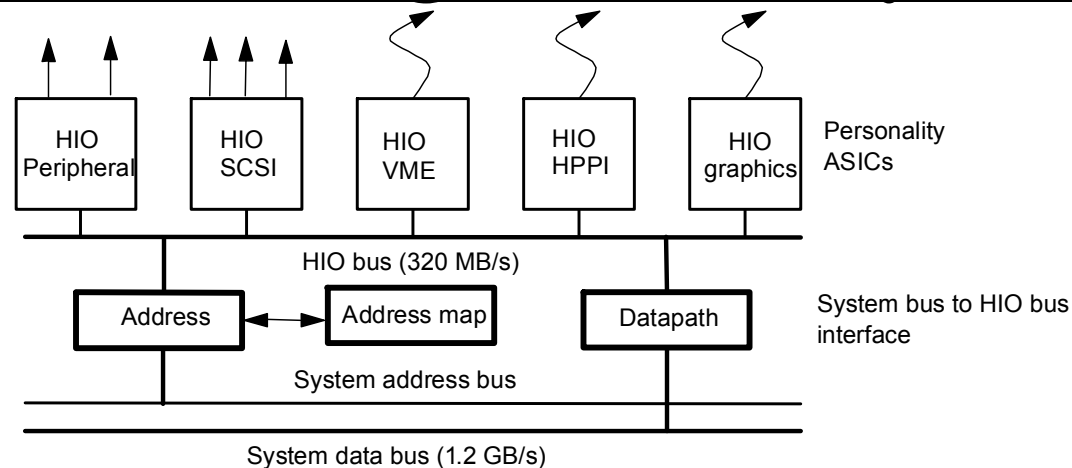 HIO
Peripheral
HIO
SCSI
HIO
VME
HIO
HPPI
HIO
graphics
Personality
ASICs
HIO bus (320 MB/s)
Address
Address map
Datapath
System bus to HIO bus
interface
System address bus
System data bus (1.2 GB/s)